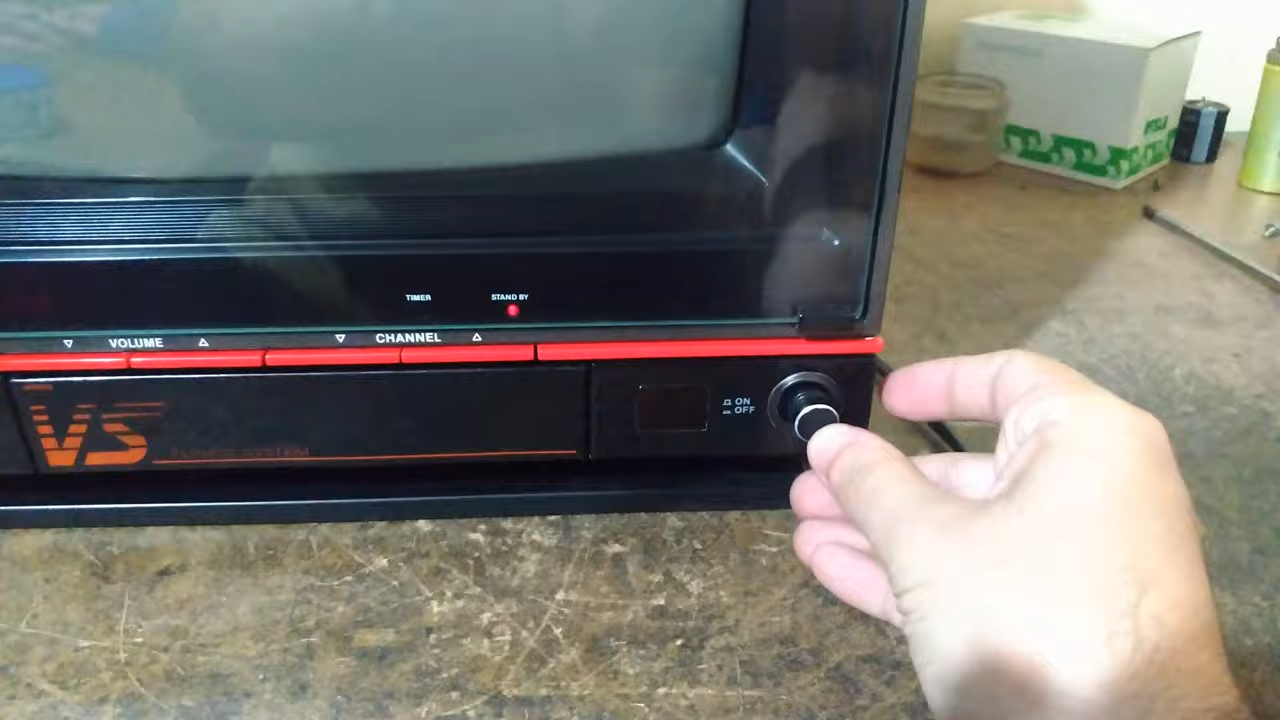 TIMER
STAND BY
VOLUME
CHANNEL
ON
OFF
VS